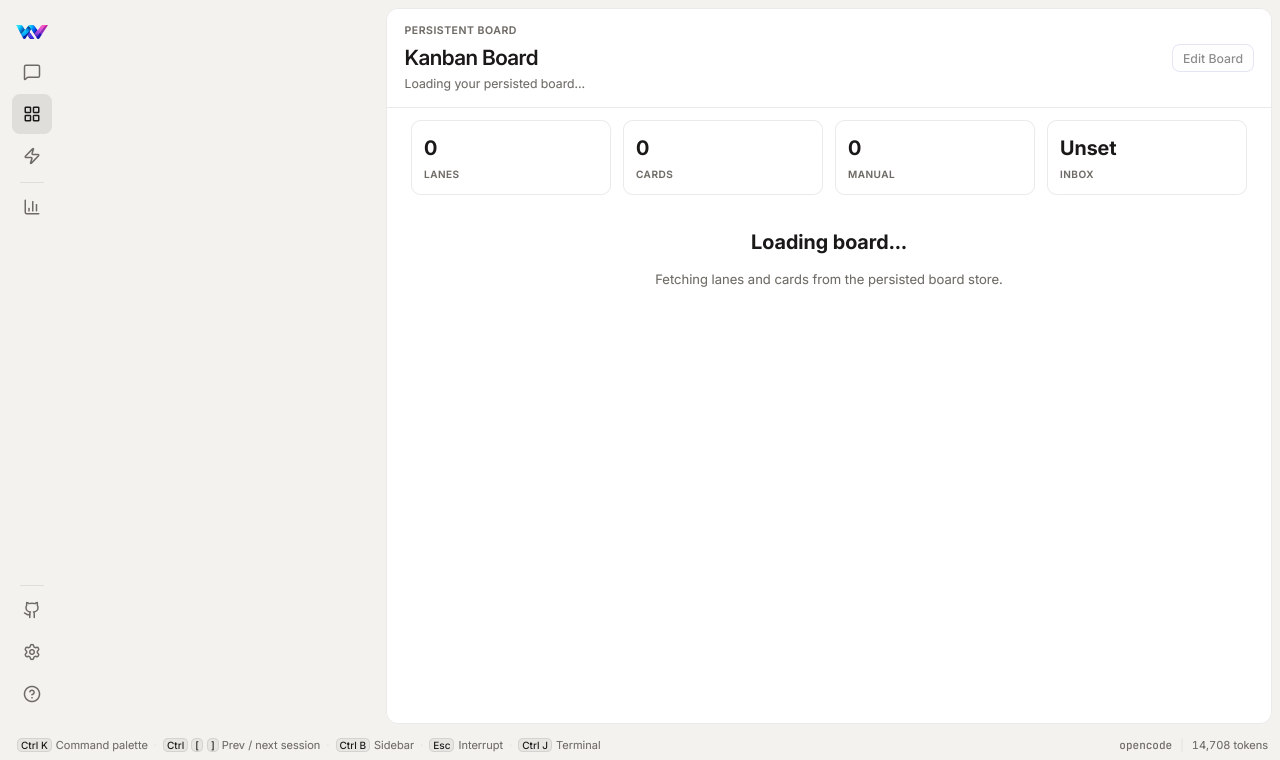 PERSISTENT BOARD
Kanban Board
Loading your persisted board...
Edit Board
0
LANES
0
CARDS
0
MANUAL
Unset
INBOX
Loading board...
Fetching lanes and cards from the persisted board store.
Ctrl K Command palette Ctrl [ ] Prev / next session Ctrl B Sidebar Esc Interrupt Ctrl J Terminal opencode 14,708 tokens